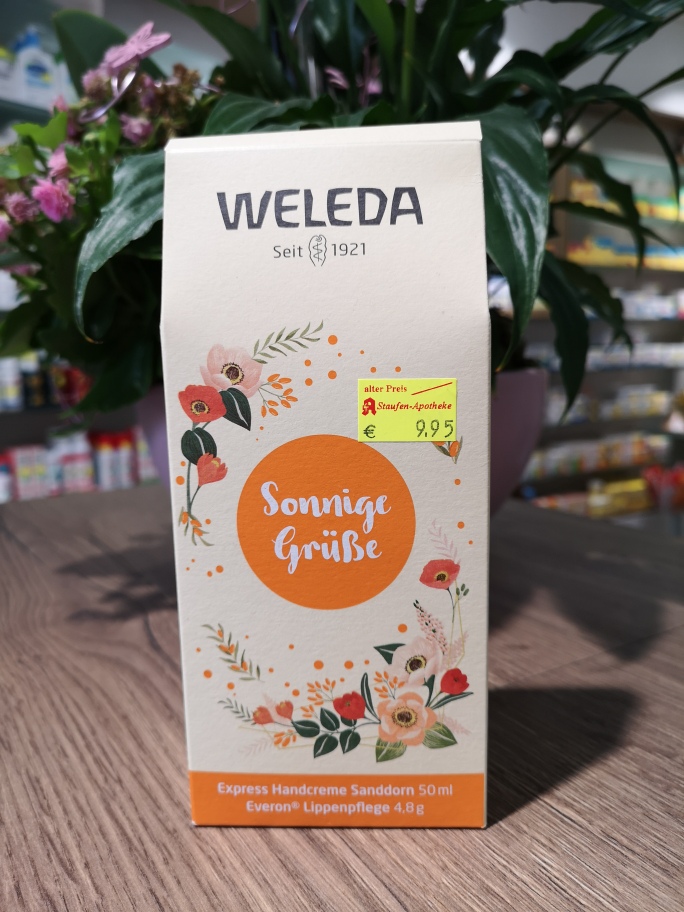 WELEDA
Seit 1921
alter Preis
Staufen-Apotheke
€ 9,95
Sonnige
Grüße
Express Handcreme Sanddorn 50 ml
Everon® Lippenpflege 4,8 g